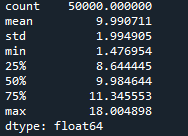 count    50000.000000
mean         9.990711
std          1.994905
min          1.476954
25%          8.644445
50%          9.984644
75%         11.345553
max         18.004898
dtype: float64